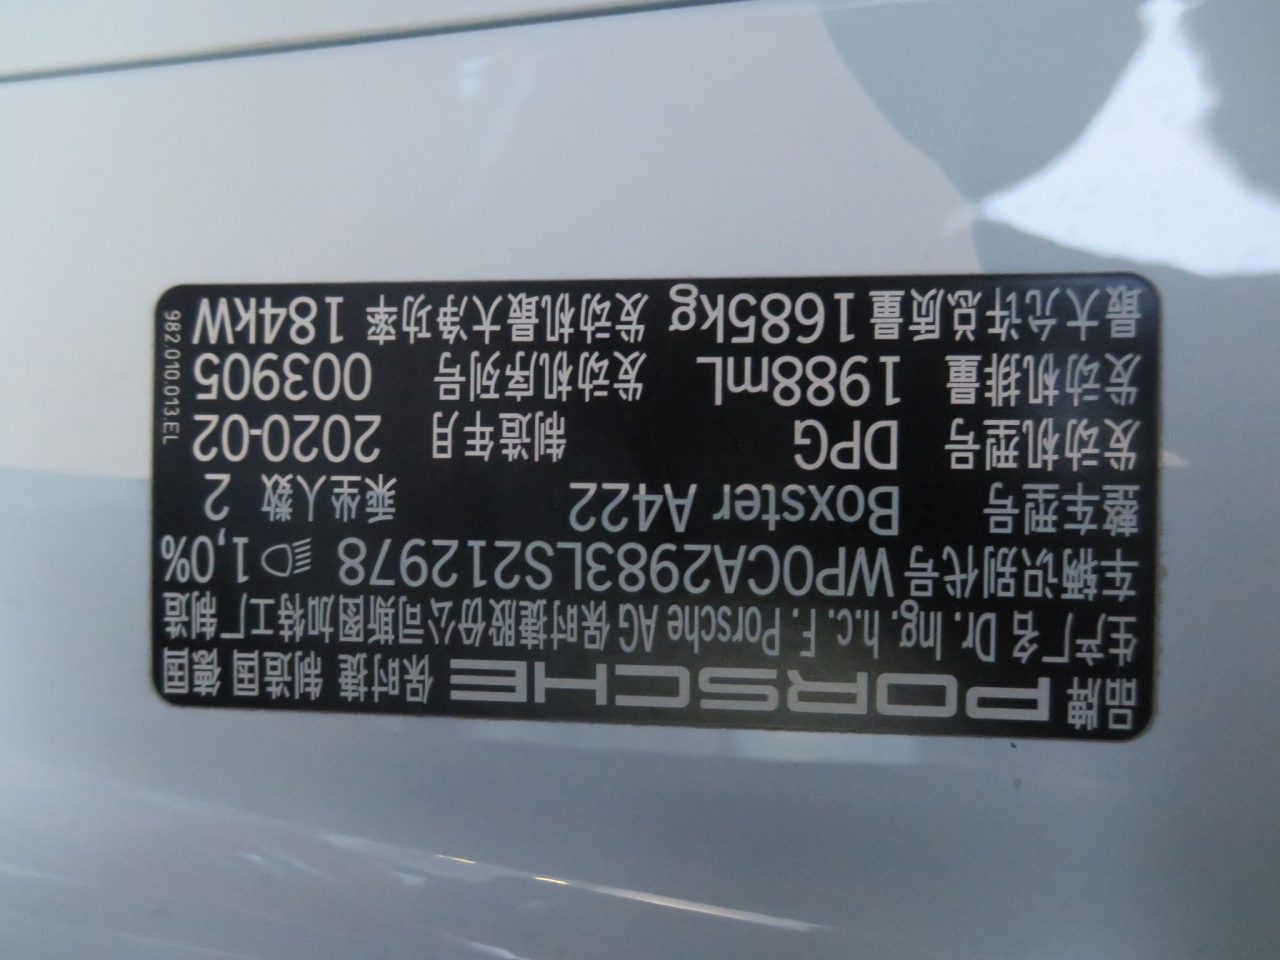 品牌 PORSCHE 保时捷 制造国 德国
生产厂名 Dr. Ing. h.c. F. Porsche AG 保时捷股份公司斯图加特工厂制造
车辆识别代号 WP0CA2983LS212978 1,0%
整车型号 Boxster A422 乘坐人数 2
发动机型号 DPG 制造年月 2020-02
发动机排量 1988mL 发动机序列号 003905
最大允许总质量 1685kg 发动机最大净功率 184kW
982.010.013.EL